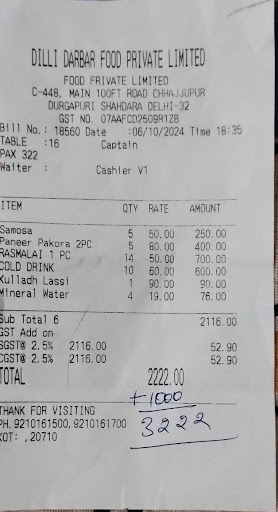 DILLI DARBAR FOOD PRIVATE LIMITED
FOOD PRIVATE LIMITED
C-448, MAIN 100FT ROAD CHHAJJUPUR
DURGAPURI SHAHDARA DELHI-32
GST NO. 07AAFCD2509R1Z8
Bill No.: 18560 Date :06/10/2024 Time 18:35
TABLE :16 Captain
PAX 322
Waiter : Cashier V1
ITEM QTY RATE AMOUNT
Samosa 5 50.00 250.00
Paneer Pakora 2PC 5 80.00 400.00
RASMALAI 1 PC 14 50.00 700.00
COLD DRINK 10 60.00 600.00
Kulladh Lassi 1 90.00 90.00
Mineral Water 4 19.00 76.00
Sub Total 6 2116.00
GST Add on
SGST@ 2.5% 2116.00 52.90
CGST@ 2.5% 2116.00 52.90
TOTAL 2222.00
+1000
THANK FOR VISITING
3222
PH. 9210161500, 9210161700
KOT: ,20710